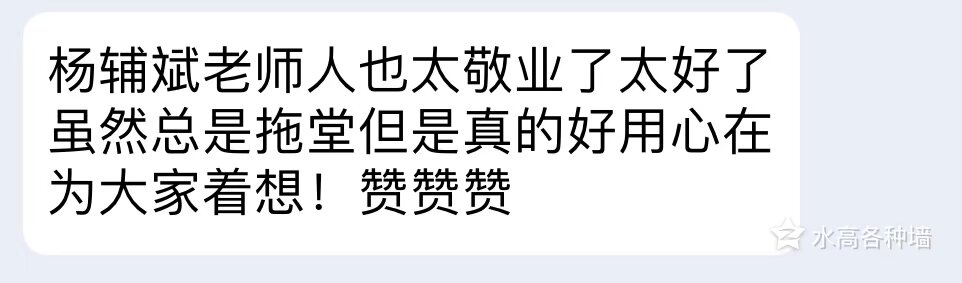 杨辅斌老师人也太敬业了太好了
虽然总是拖堂但是真的好用心在
为大家着想！赞赞赞
水高各种墙